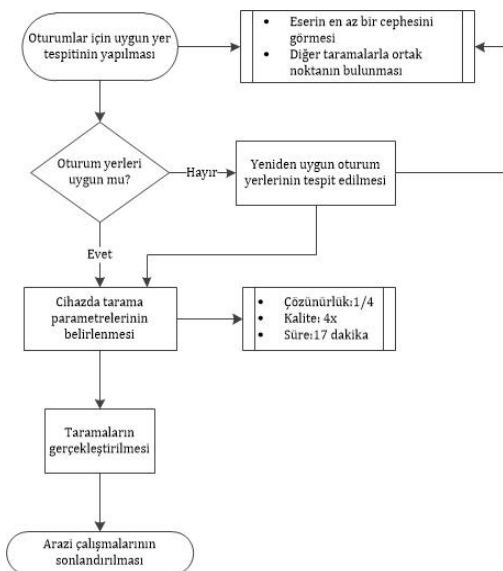 Oturumlar için uygun yer
tespitinin yapılması
• Eserin en az bir cephesini
görmesi
• Diğer taramalarla ortak
noktanın bulunması
Oturum yerleri
uygun mu?
Hayır
Yeniden uygun oturum
yerlerinin tespit edilmesi
Evet
Cihazda tarama
parametrelerinin
belirlenmesi
• Çözünürlük:1/4
• Kalite: 4x
• Süre:17 dakika
Taramaların
gerçekleştirilmesi
Arazi çalışmalarının
sonlandırılması